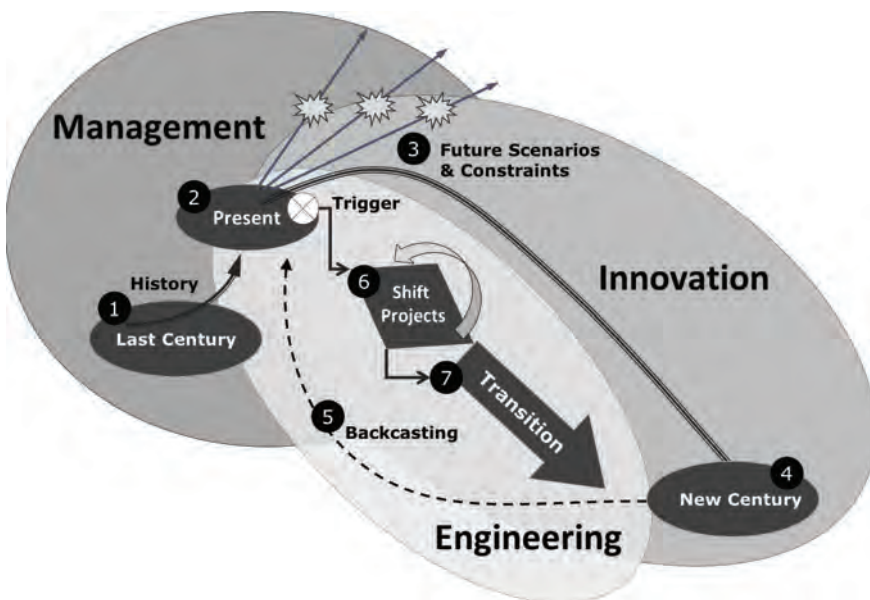 Management
3
Future Scenarios
& Constraints
2
Present
Trigger
Innovation
History
6
Shift
Projects
1
Last Century
7
Transition
5
Backcasting
4
New Century
Engineering